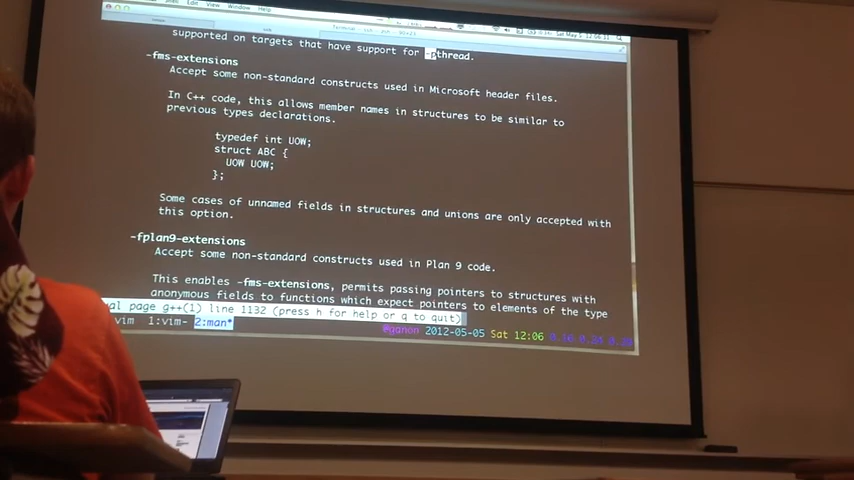 View Window Help
supported on targets that have support for -pthread.
-fms-extensions
Accept some non-standard constructs used in Microsoft header files.
In C++ code, this allows member names in structures to be similar to
previous types declarations.
typedef int UOW;
struct ABC {
UOW UOW;
};
Some cases of unnamed fields in structures and unions are only accepted with
this option.
-fplan9-extensions
Accept some non-standard constructs used in Plan 9 code.
This enables -fms-extensions, permits passing pointers to structures with
anonymous fields to functions which expect pointers to elements of the type
al page g++(1) line 1132 (press h for help or q to quit)
vim 1:vim- 2:man* @ganon 2012-05-05 Sat 12:06